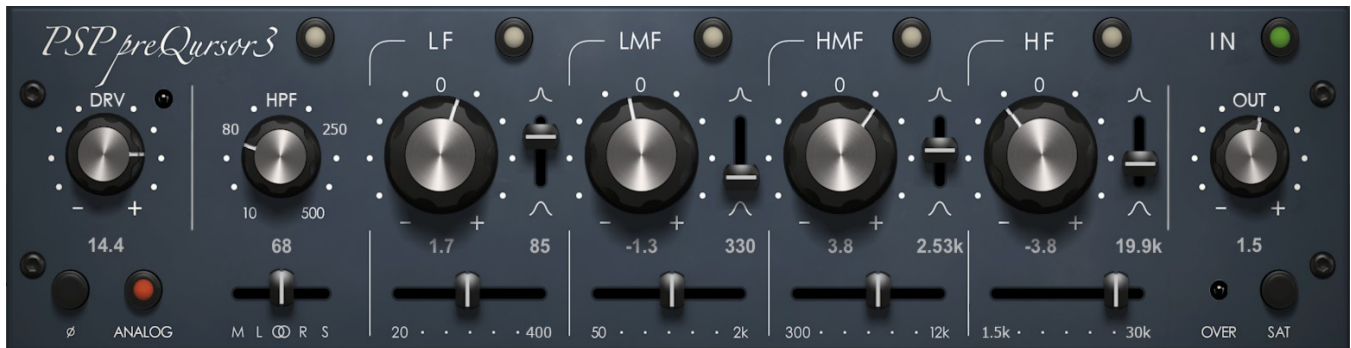 PSP preQursor3
LF
LMF
HMF
HF
IN
DRV
HPF
0
0
0
0
OUT
80
250
10
500
- +
- +
- +
- +
- +
- +
14.4
68
1.7
85
-1.3
330
3.8
2.53k
-3.8
19.9k
1.5
ø
ANALOG
M L R S
20
400
50
2k
300
12k
1.5k
30k
OVER
SAT